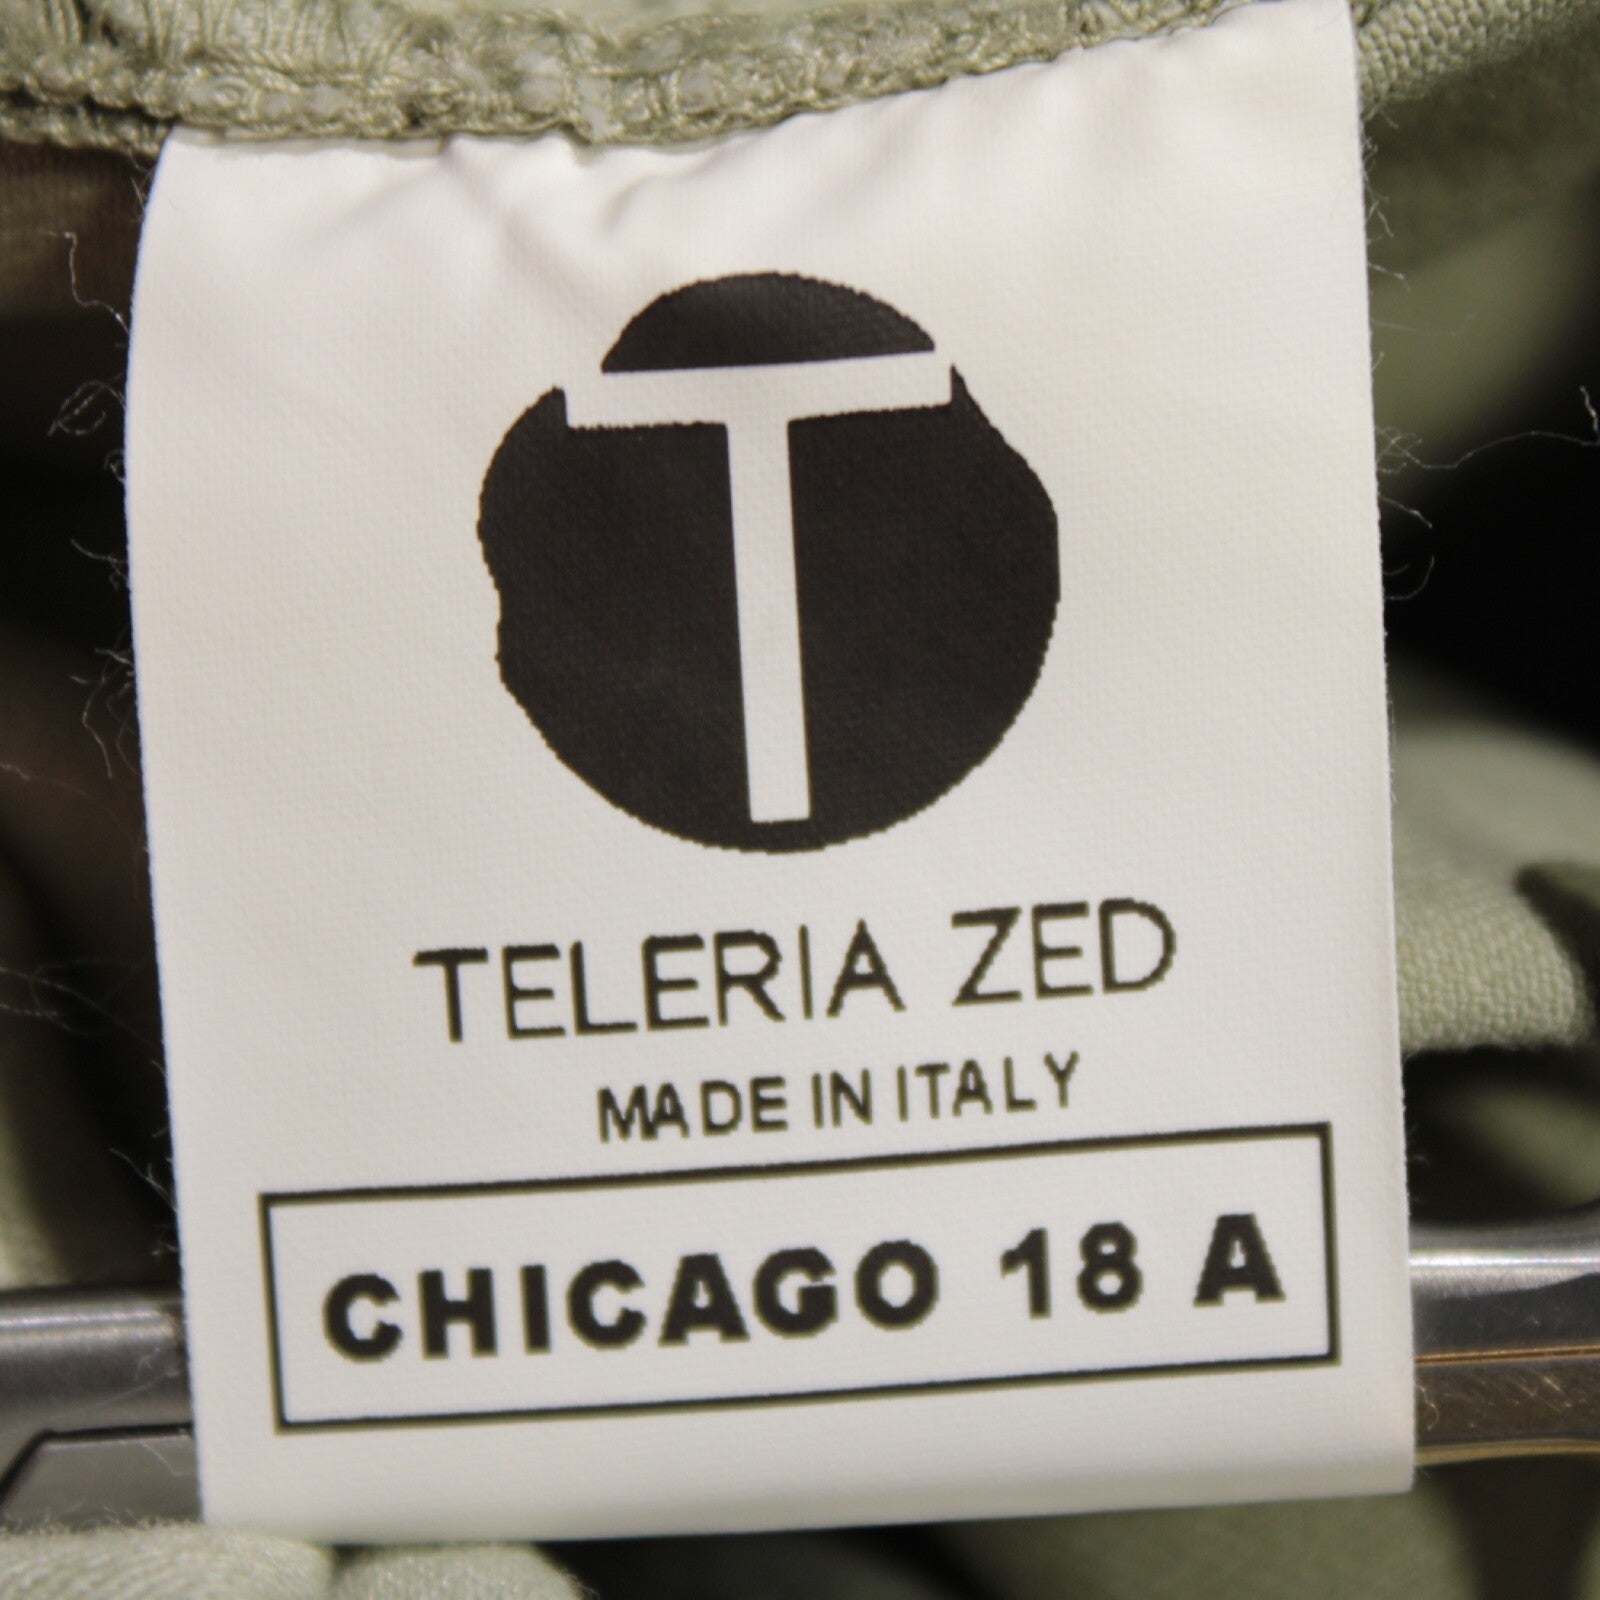 T
TELERIA ZED
MADE IN ITALY
CHICAGO 18 A